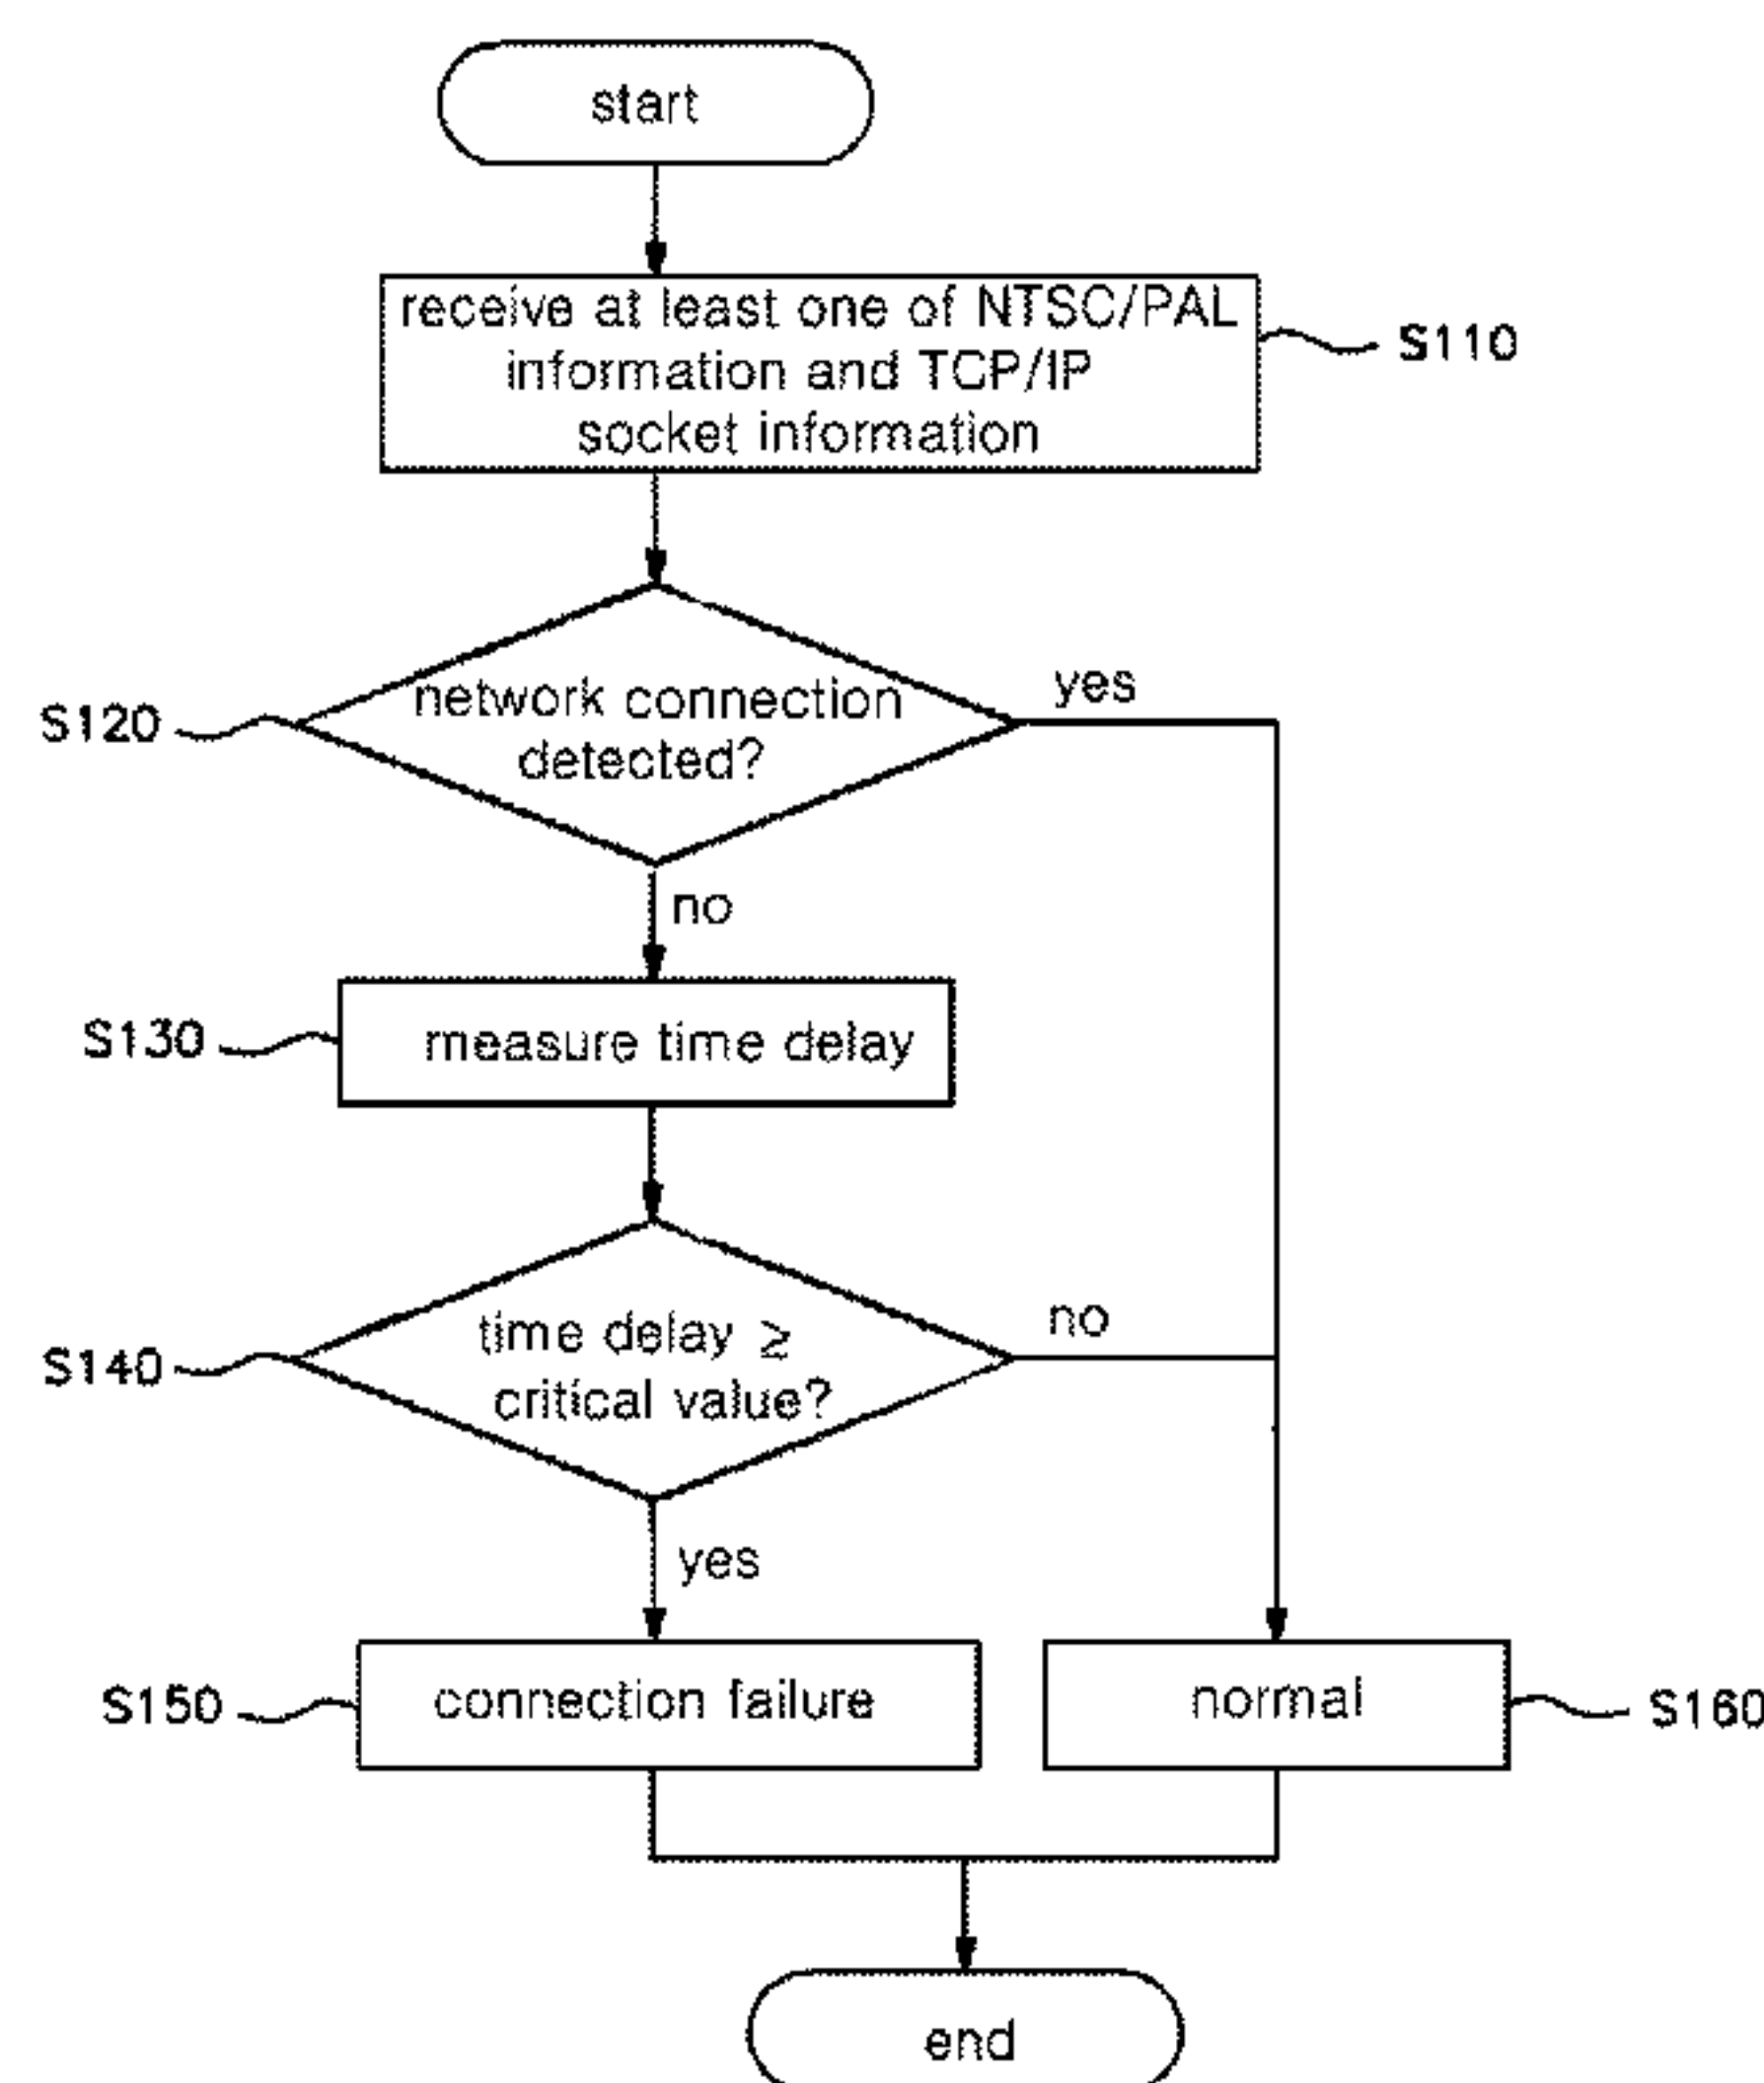 start
receive at least one of NTSC/PAL
information and TCP/IP
socket information
S110
network connection
detected?
S120
yes
no
measure time delay
S130
time delay ≥
critical value?
S140
no
yes
connection failure
S150
normal
S160
end